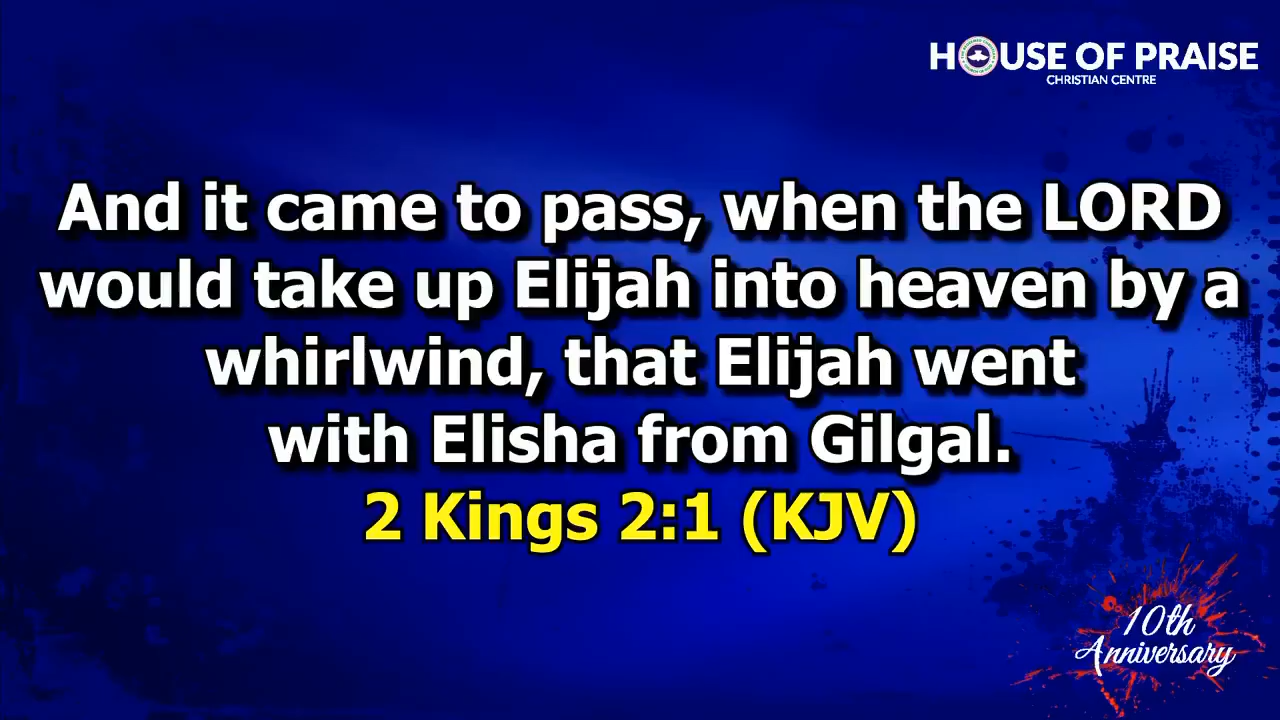 HOUSE OF PRAISE
CHRISTIAN CENTRE
And it came to pass, when the LORD
would take up Elijah into heaven by a
whirlwind, that Elijah went
with Elisha from Gilgal.
2 Kings 2:1 (KJV)
10th
Anniversary